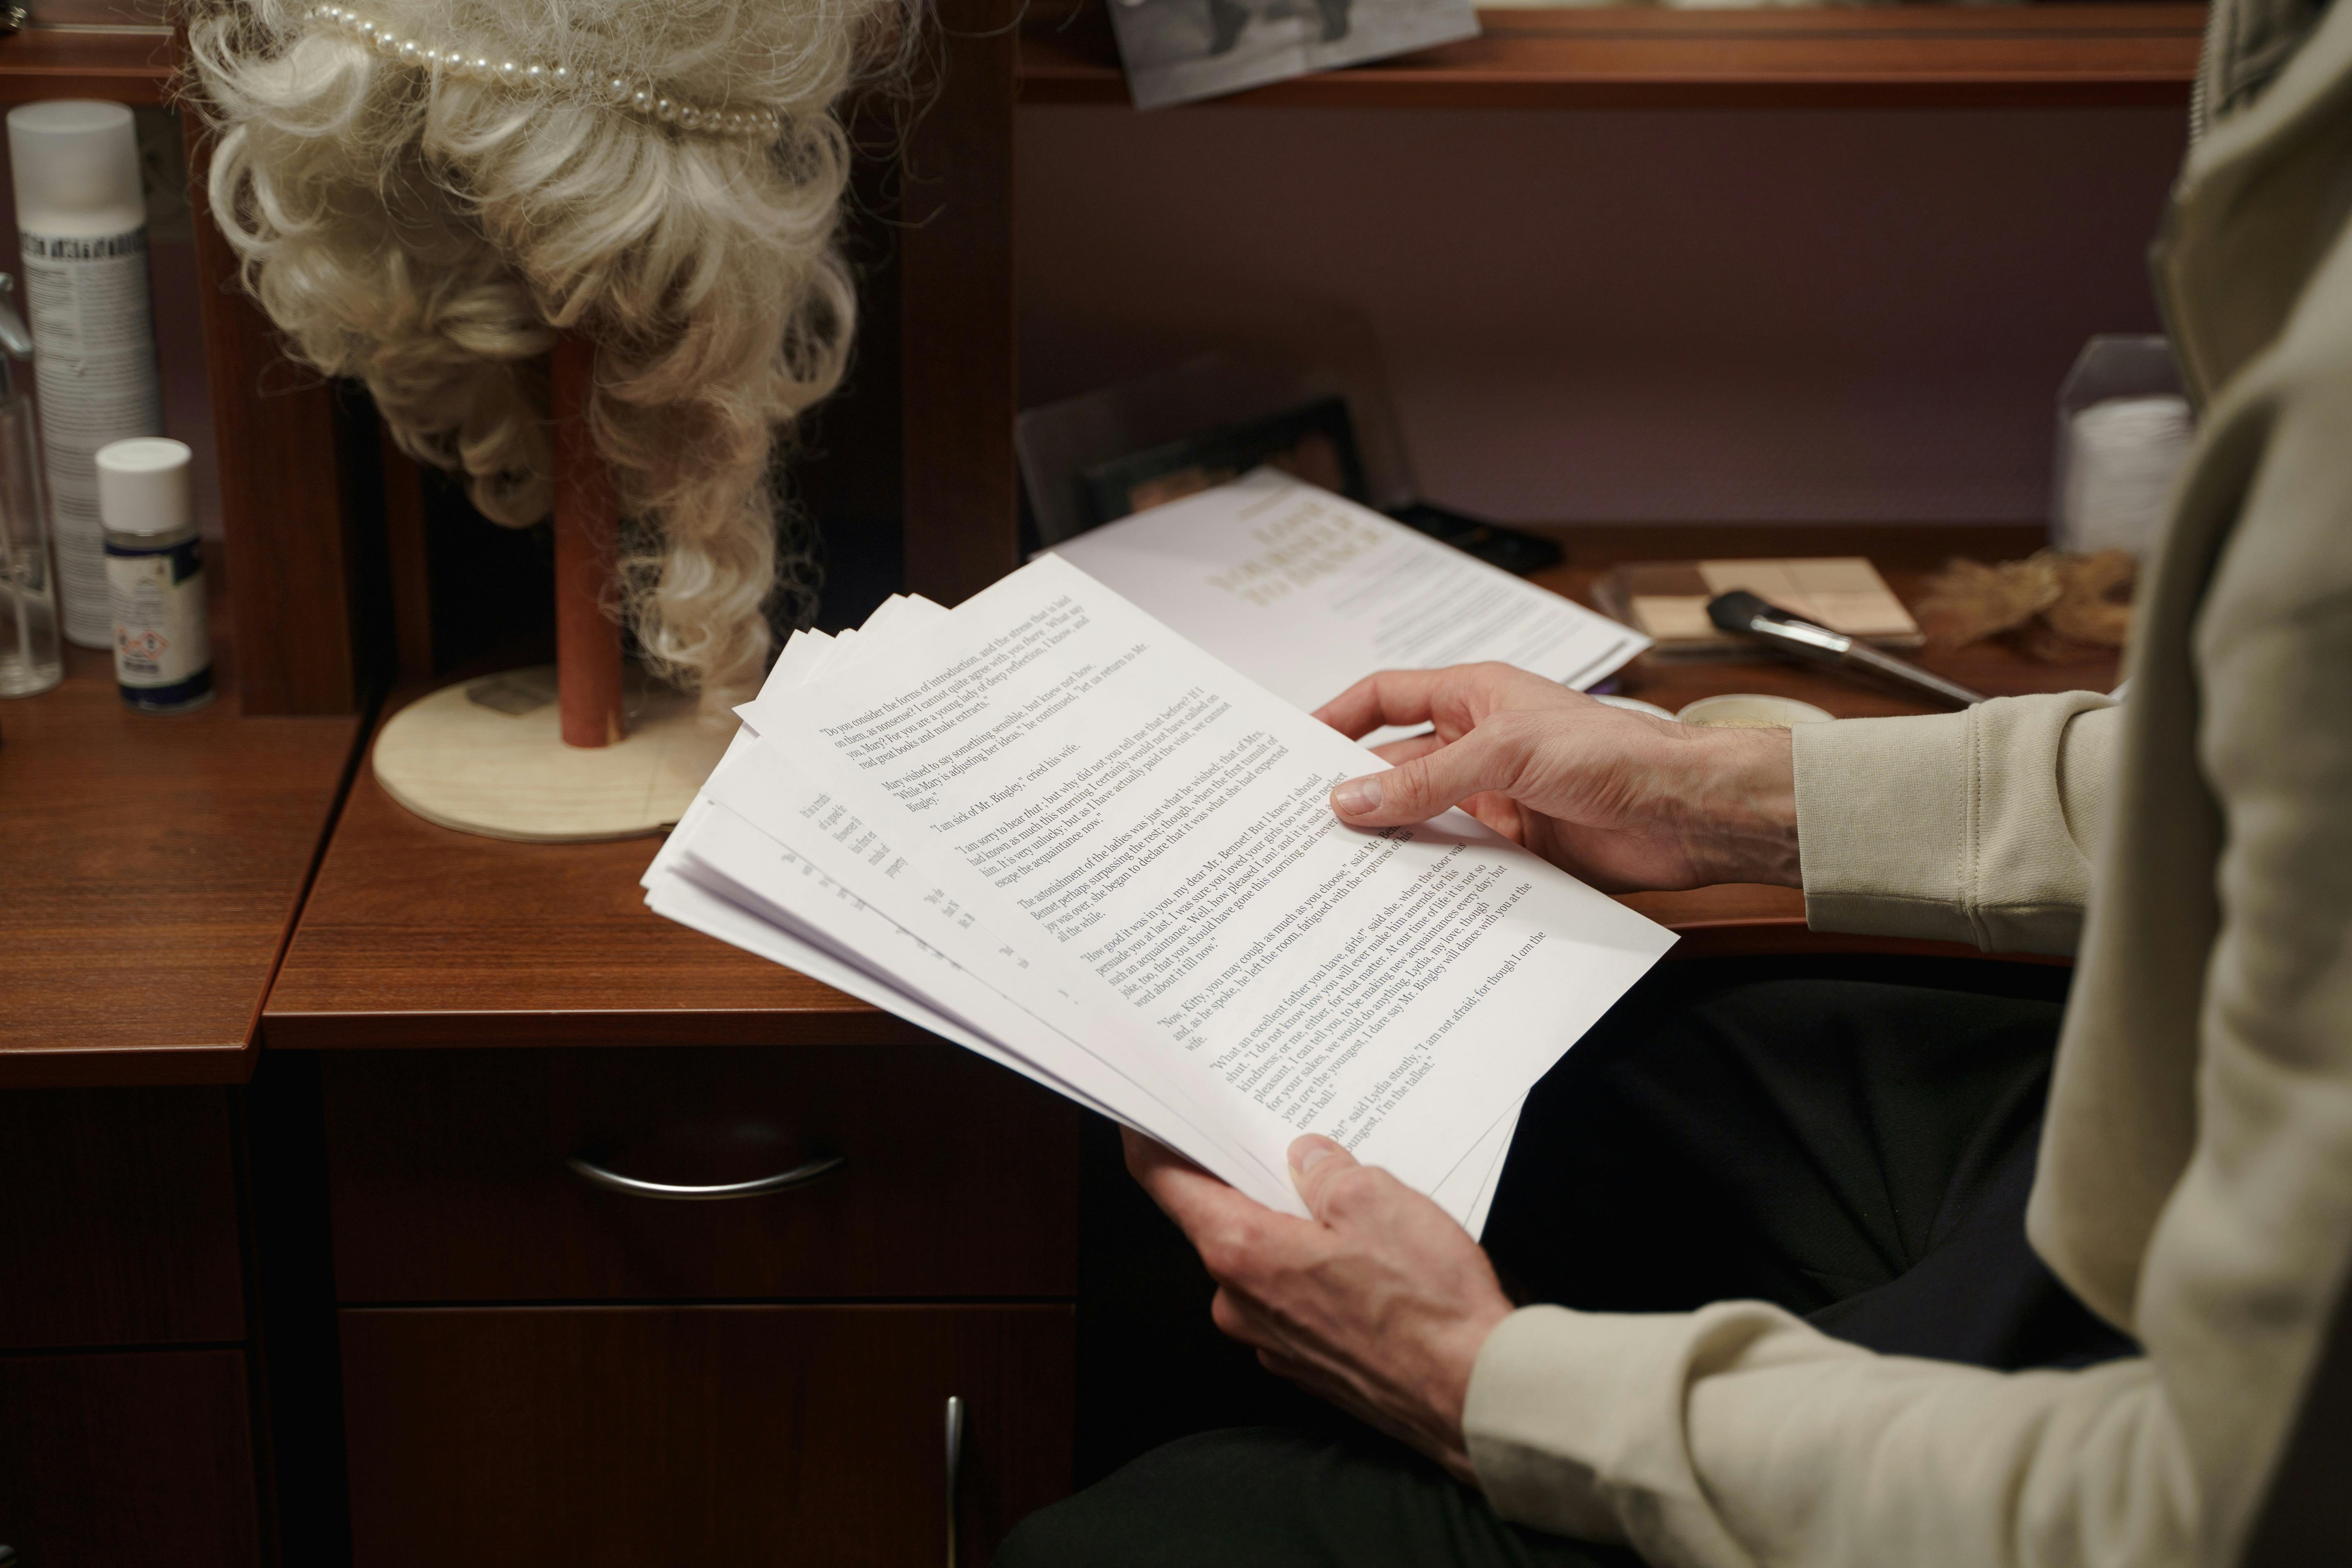 "Do you consider the forms of introduction, and the stress that is laid
on them, as nonsense? I cannot quite agree with you there. What say
you, Mary? For you are a young lady of deep reflection, I know, and
read great books and make extracts."
Mary wished to say something sensible, but knew not how.
"While Mary is adjusting her ideas," he continued, "let us return to Mr.
Bingley."
"I am sick of Mr. Bingley," cried his wife.
"I am sorry to hear that; but why did not you tell me that before? If I
had known as much this morning I certainly would not have called on
him. It is very unlucky; but as I have actually paid the visit, we cannot
escape the acquaintance now."
The astonishment of the ladies was just what he wished; that of Mrs.
Bennet perhaps surpassing the rest; though, when the first tumult of
joy was over, she began to declare that it was what she had expected
all the while.
"How good it was in you, my dear Mr. Bennet! But I knew I should
persuade you at last. I was sure you loved your girls too well to neglect
such an acquaintance. Well, how pleased I am! and it is such a
joke, too, that you should have gone this morning and never
word about it till now."
"Now, Kitty, you may cough as much as you choose," said Mr. Ben
and, as he spoke, he left the room, fatigued with the raptures of his
wife.
"What an excellent father you have, girls!" said she, when the door was
shut. "I do not know how you will ever make him amends for his
kindness; or me, either, for that matter. At our time of life it is not so
pleasant, I can tell you, to be making new acquaintances every day; but
for your sakes, we would do anything. Lydia, my love, though
you are the youngest, I dare say Mr. Bingley will dance with you at the
next ball."
Oh!" said Lydia stoutly, "I am not afraid; for though I am the
oungest, I'm the tallest."